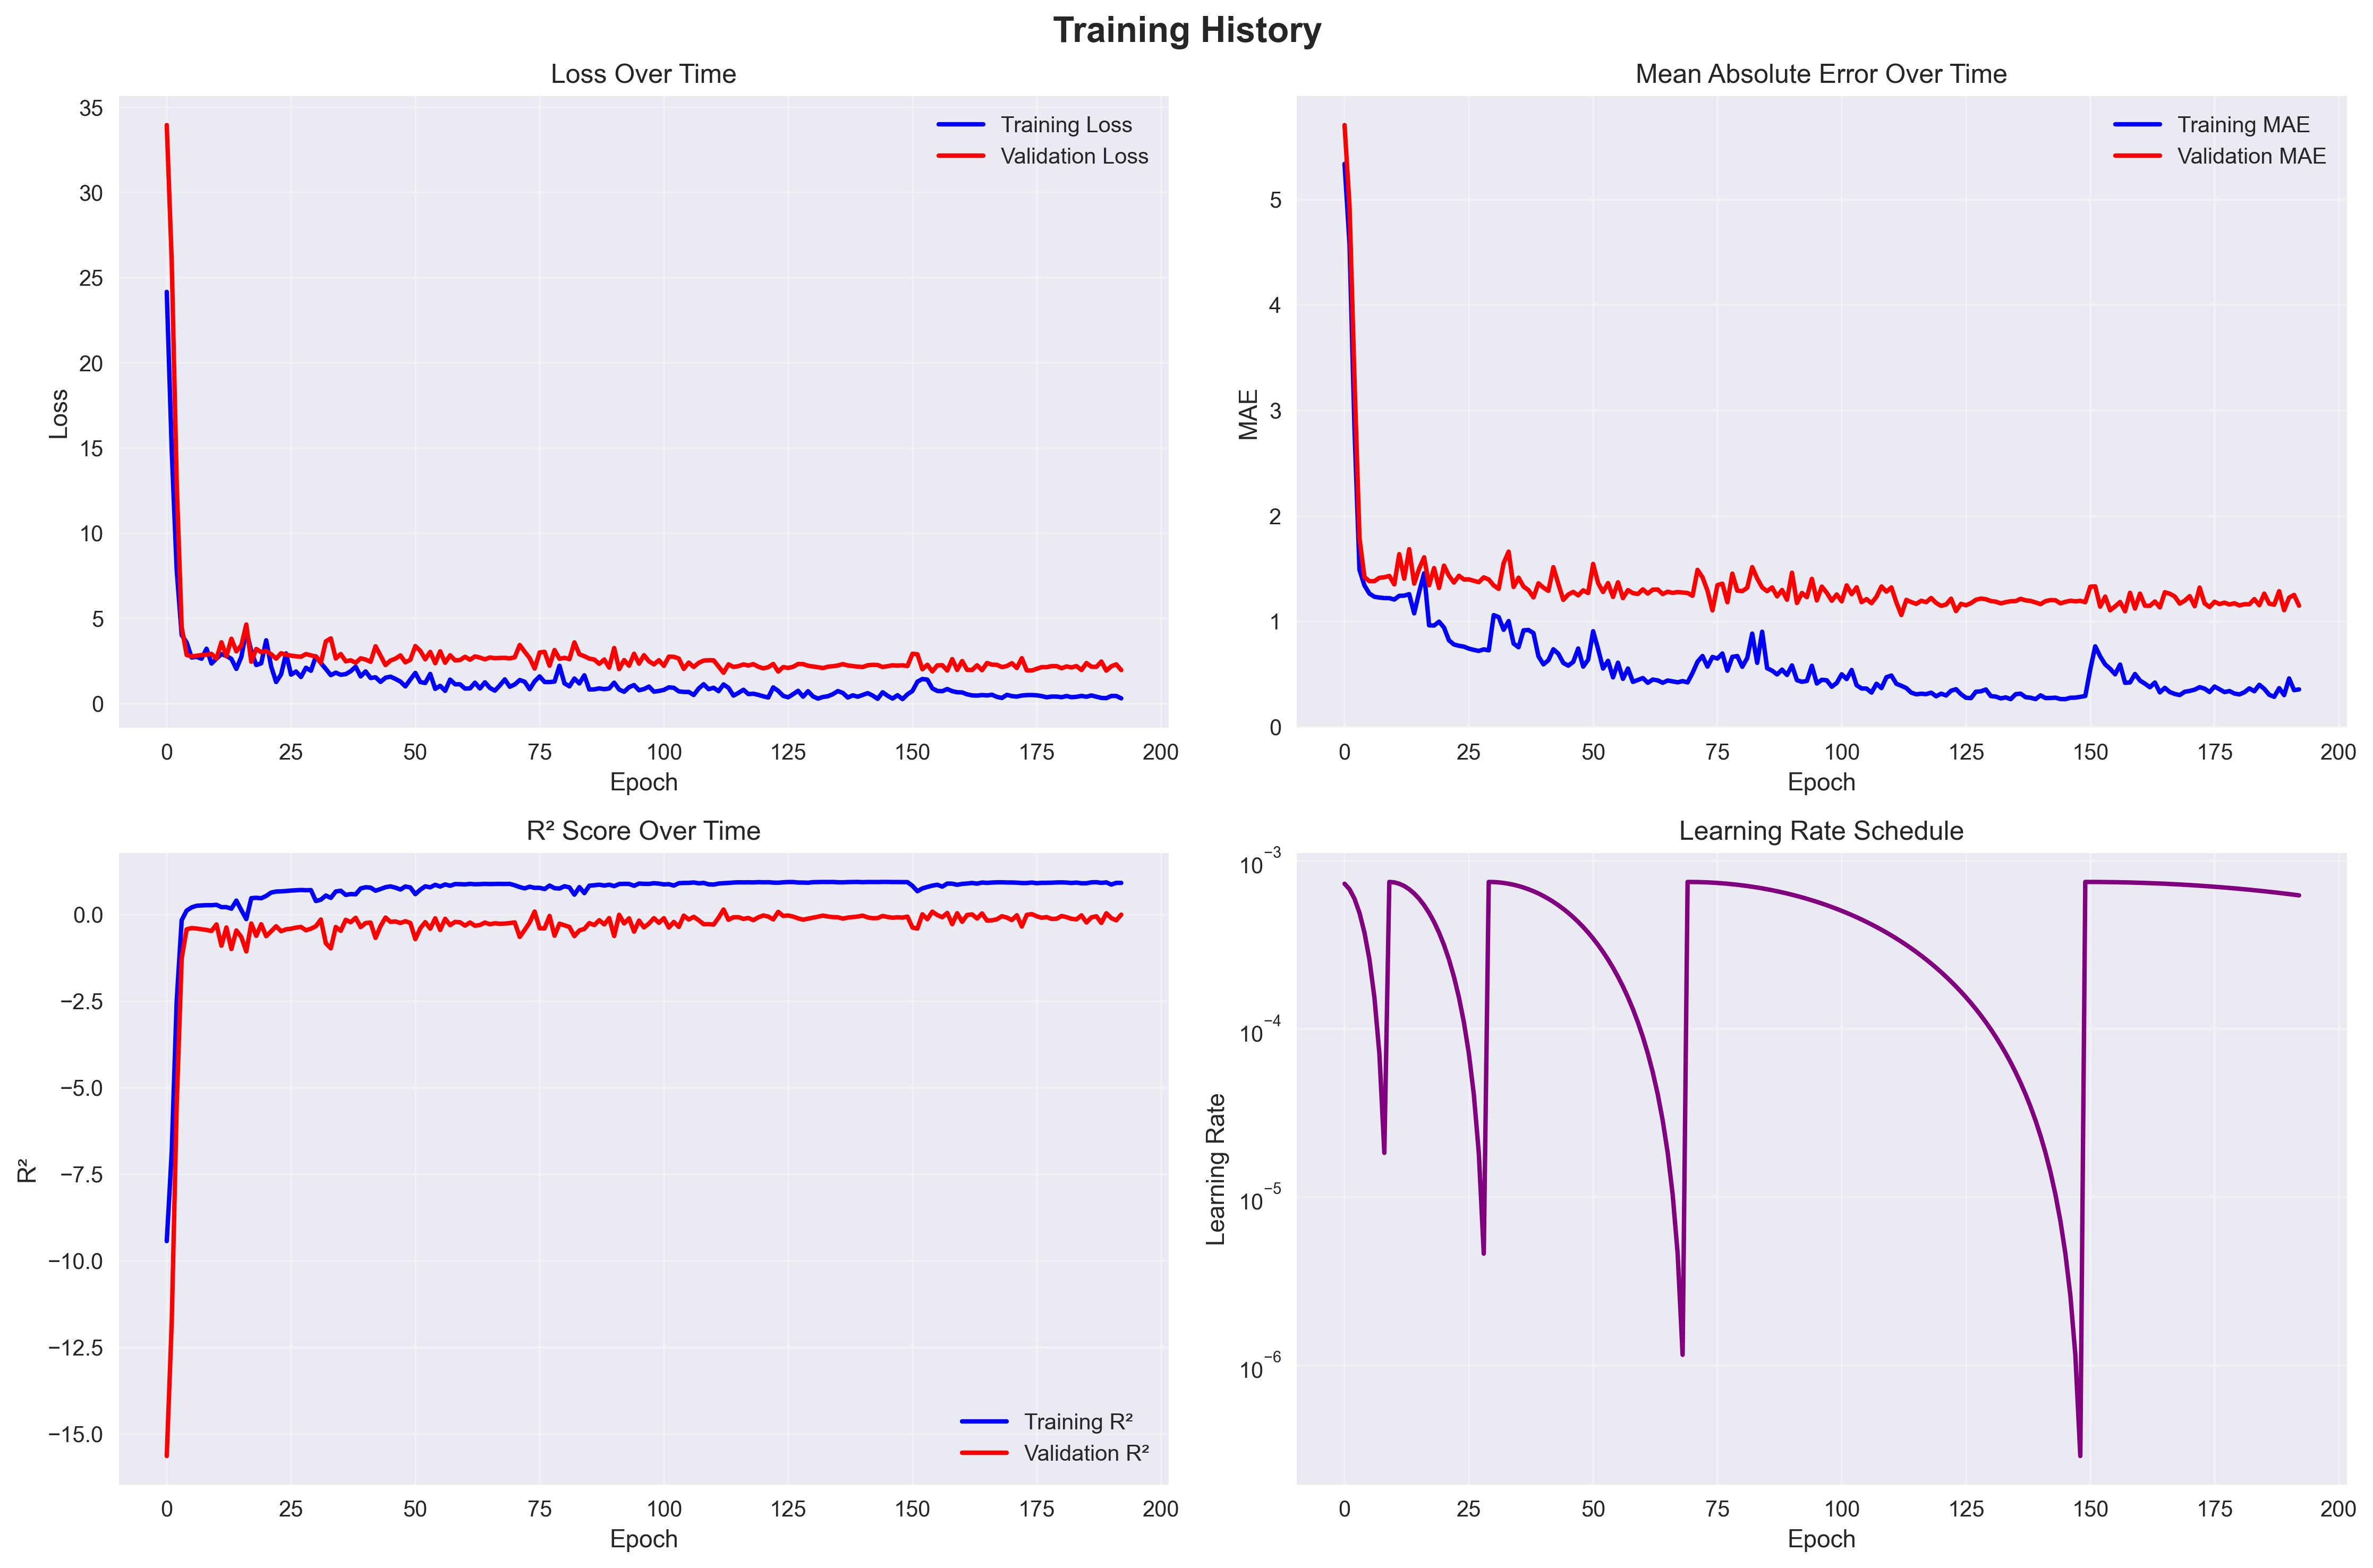 Training History
Loss Over Time
35
30
25
20
15
10
5
0
Loss
Training Loss
Validation Loss
0 25 50 75 100 125 150 175 200
Epoch
Mean Absolute Error Over Time
5
4
3
2
1
0
MAE
Training MAE
Validation MAE
0 25 50 75 100 125 150 175 200
Epoch
R² Score Over Time
0.0
−2.5
−5.0
−7.5
−10.0
−12.5
−15.0
R²
Training R²
Validation R²
0 25 50 75 100 125 150 175 200
Epoch
Learning Rate Schedule
10⁻³
10⁻⁴
10⁻⁵
10⁻⁶
Learning Rate
0 25 50 75 100 125 150 175 200
Epoch